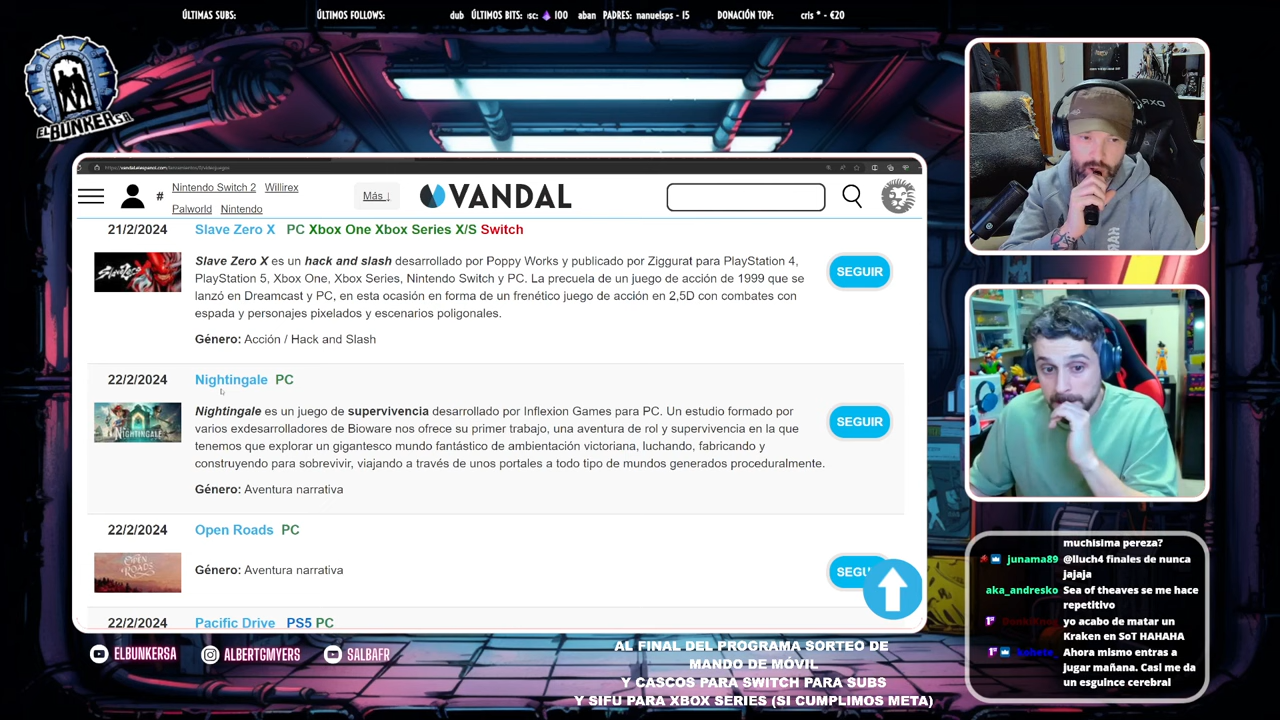 ÚLTIMAS SUBS:
ÚLTIMOS FOLLOWS:
dub ÚLTIMOS BITS: sc: 100 aban PADRES: nanuelsps - 15
DONACIÓN TOP:
cris * - €20
EL BUNKER S.R.
# Nintendo Switch 2 Willirex
Palworld Nintendo
Más ↓
VANDAL
21/2/2024 Slave Zero X PC Xbox One Xbox Series X/S Switch
Slave Zero X es un hack and slash desarrollado por Poppy Works y publicado por Ziggurat para PlayStation 4,
PlayStation 5, Xbox One, Xbox Series, Nintendo Switch y PC. La precuela de un juego de acción de 1999 que se
lanzó en Dreamcast y PC, en esta ocasión en forma de un frenético juego de acción en 2,5D con combates con
espada y personajes pixelados y escenarios poligonales.
SEGUIR
Género: Acción / Hack and Slash
22/2/2024 Nightingale PC
NIGHTINGALE
Nightingale es un juego de supervivencia desarrollado por Inflexion Games para PC. Un estudio formado por
varios exdesarrolladores de Bioware nos ofrece su primer trabajo, una aventura de rol y supervivencia en la que
tenemos que explorar un gigantesco mundo fantástico de ambientación victoriana, luchando, fabricando y
construyendo para sobrevivir, viajando a través de unos portales a todo tipo de mundos generados proceduralmente.
SEGUIR
Género: Aventura narrativa
22/2/2024 Open Roads PC
OPEN ROADS
Género: Aventura narrativa
SEGU
22/2/2024 Pacific Drive PS5 PC
muchisima pereza?
junama89 @lluch4 finales de nunca
jajaja
aka_andresko Sea of theaves se me hace
repetitivo
yo acabo de matar un
Kraken en SoT HAHAHA
Ahora mismo entras a
jugar mañana. Casi me da
un esguince cerebral
ELBUNKERSA
ALBERTGMYERS
SALBAFR
AL FINAL DEL PROGRAMA SORTEO DE
MANDO DE MÓVIL
Y CASCOS PARA SWITCH PARA SUBS
Y SIFU PARA XBOX SERIES (SI CUMPLIMOS META)